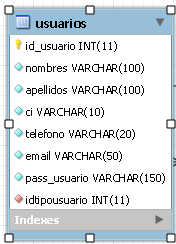 usuarios
id_usuario INT(11)
nombres VARCHAR(100)
apellidos VARCHAR(100)
ci VARCHAR(10)
telefono VARCHAR(20)
email VARCHAR(50)
pass_usuario VARCHAR(150)
idtipousuario INT(11)
Indexes